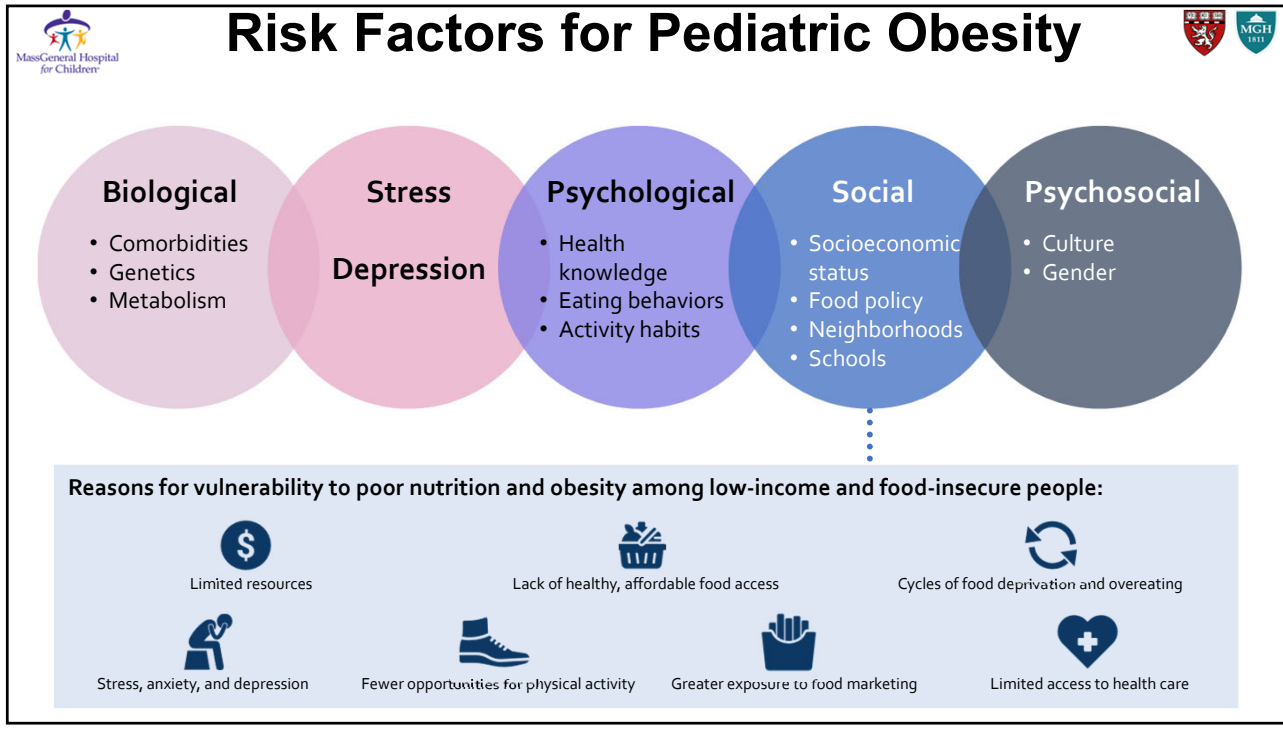 Risk Factors for Pediatric Obesity
MassGeneral Hospital
for Children
MGH
1811
Biological
• Comorbidities
• Genetics
• Metabolism
Stress
Depression
Psychological
• Health
knowledge
• Eating behaviors
• Activity habits
Social
• Socioeconomic
status
• Food policy
• Neighborhoods
• Schools
Psychosocial
• Culture
• Gender
Reasons for vulnerability to poor nutrition and obesity among low-income and food-insecure people:
$
Limited resources
Lack of healthy, affordable food access
Cycles of food deprivation and overeating
Stress, anxiety, and depression
Fewer opportunities for physical activity
Greater exposure to food marketing
Limited access to health care